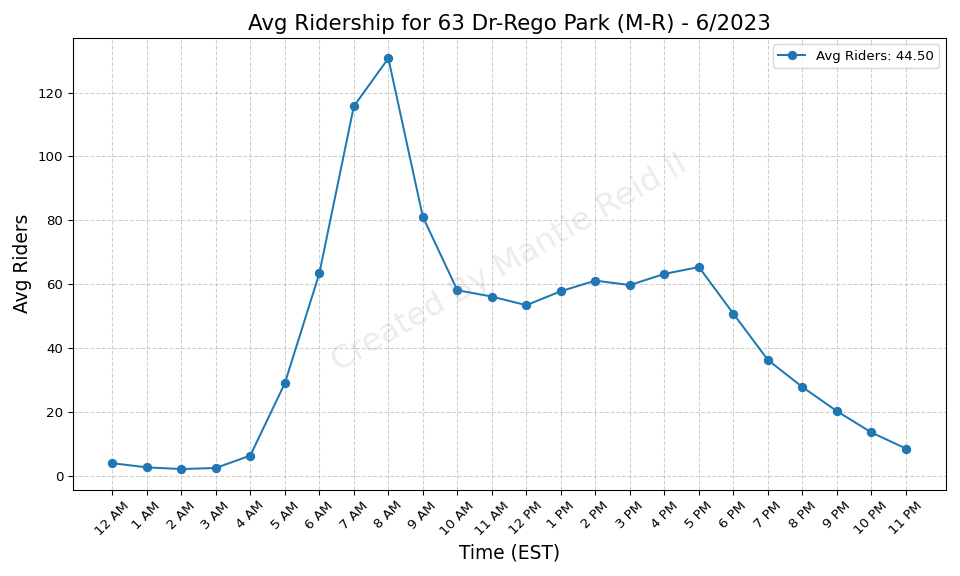 Avg Ridership for 63 Dr-Rego Park (M-R) - 6/2023
Avg Riders: 44.50
Avg Riders
120
100
80
60
40
20
0
Created By Mantle Reid II
12 AM
1 AM
2 AM
3 AM
4 AM
5 AM
6 AM
7 AM
8 AM
9 AM
10 AM
11 AM
12 PM
1 PM
2 PM
3 PM
4 PM
5 PM
6 PM
7 PM
8 PM
9 PM
10 PM
11 PM
Time (EST)